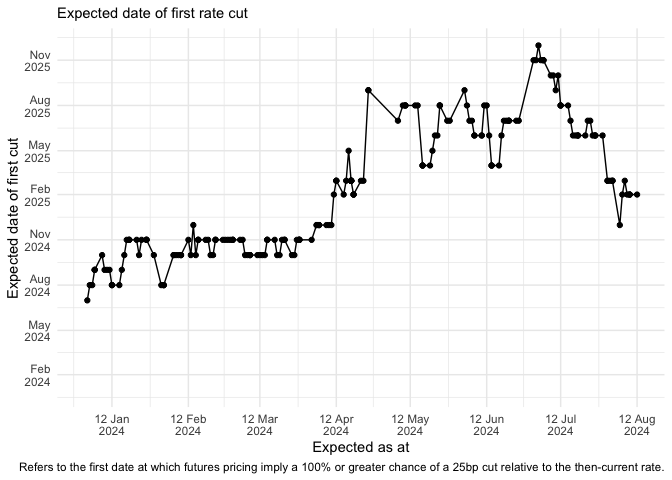 Expected date of first rate cut
Expected date of first cut
Nov
2025
Aug
2025
May
2025
Feb
2025
Nov
2024
Aug
2024
May
2024
Feb
2024
12 Jan
2024
12 Feb
2024
12 Mar
2024
12 Apr
2024
12 May
2024
12 Jun
2024
12 Jul
2024
12 Aug
2024
Expected as at
Refers to the first date at which futures pricing imply a 100% or greater chance of a 25bp cut relative to the then-current rate.